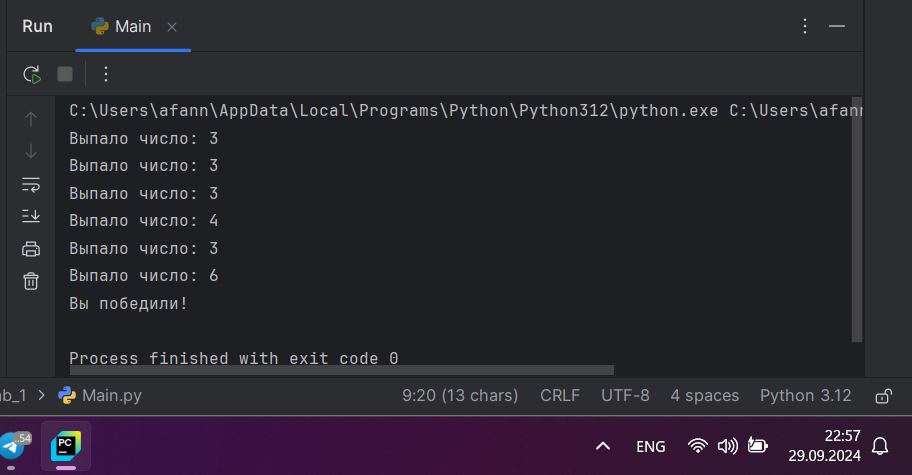 Run Main
C:\Users\afann\AppData\Local\Programs\Python\Python312\python.exe C:\Users\afann
Выпало число: 3
Выпало число: 3
Выпало число: 3
Выпало число: 4
Выпало число: 3
Выпало число: 6
Вы победили!
Process finished with exit code 0
Main.py 9:20 (13 chars) CRLF UTF-8 4 spaces Python 3.12
..54 PC ENG 22:57
29.09.2024